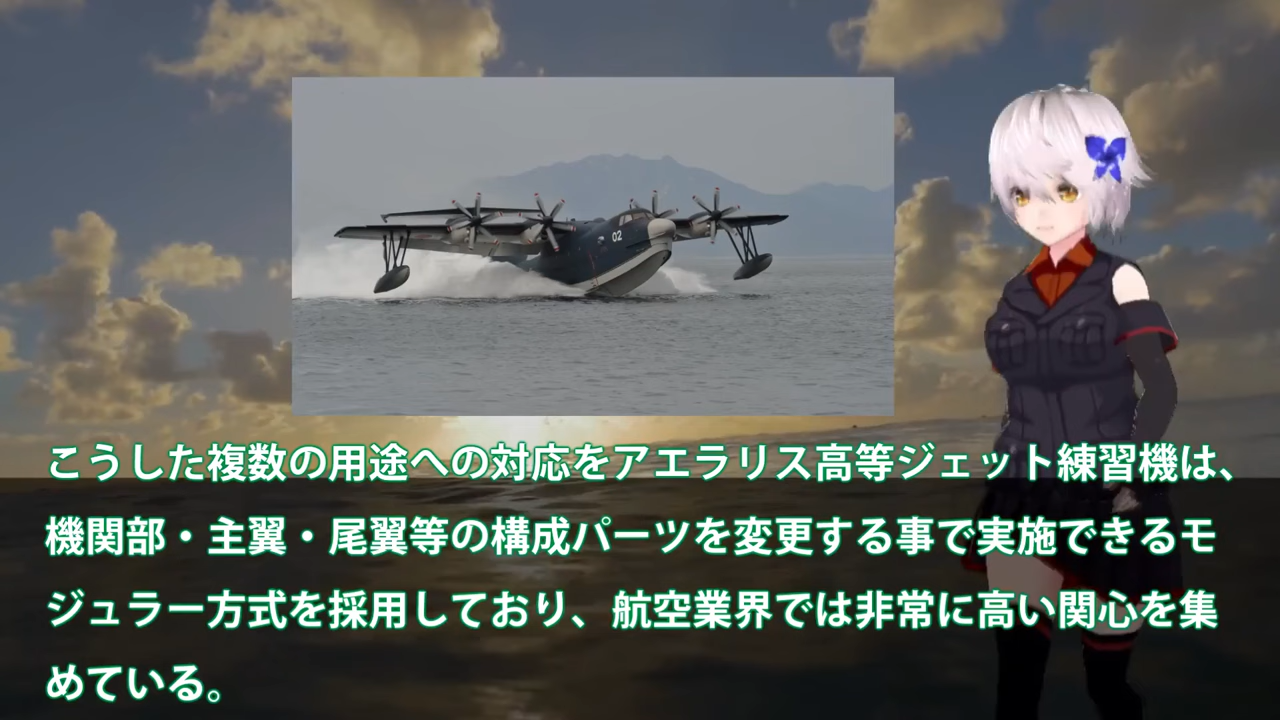 02
こうした複数の用途への対応をアエラリス高等ジェット練習機は、
機関部・主翼・尾翼等の構成パーツを変更する事で実施できるモ
ジュラー方式を採用しており、航空業界では非常に高い関心を集
めている。